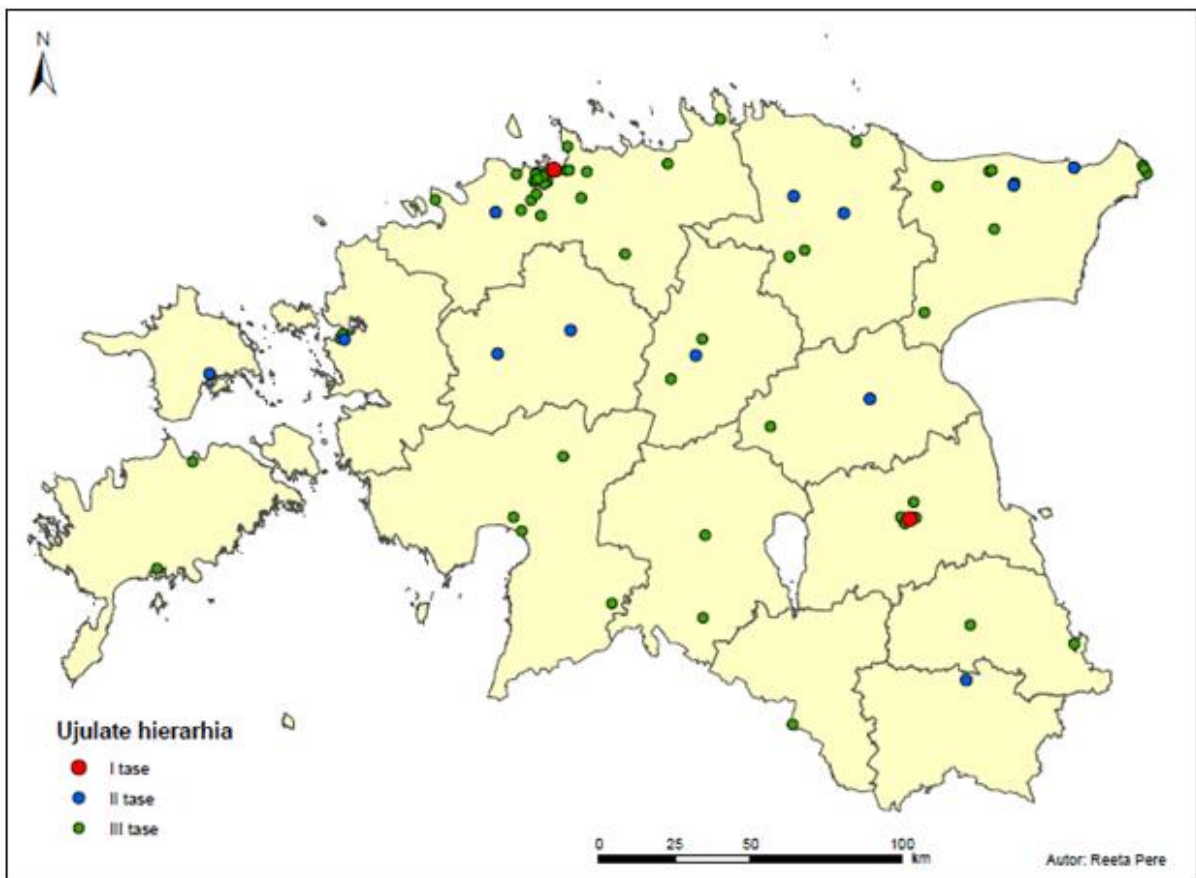 N
Ujulate hierarhia
I tase
II tase
III tase
0 25 50 100
km
Autor: Reeta Pere